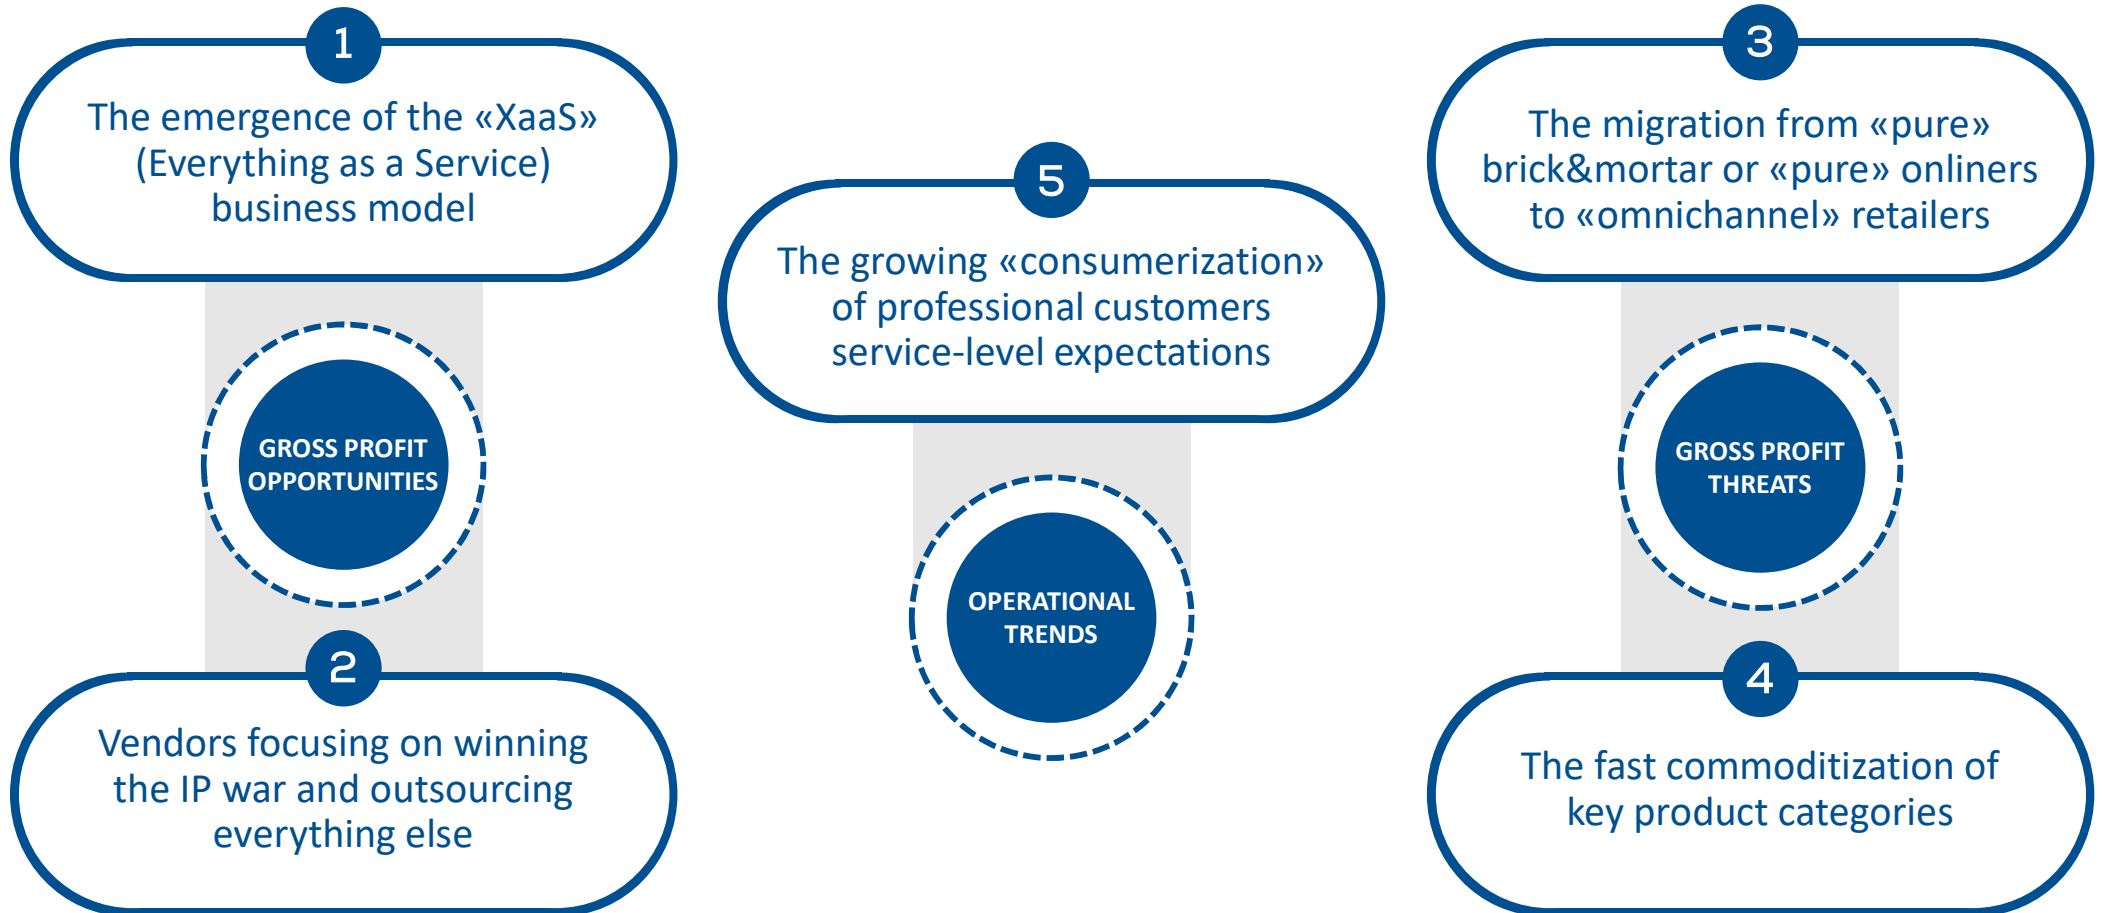 1
The emergence of the «XaaS»
(Everything as a Service)
business model
GROSS PROFIT
OPPORTUNITIES
2
Vendors focusing on winning
the IP war and outsourcing
everything else
5
The growing «consumerization»
of professional customers
service-level expectations
OPERATIONAL
TRENDS
3
The migration from «pure»
brick&mortar or «pure» onliners
to «omnichannel» retailers
GROSS PROFIT
THREATS
4
The fast commoditization of
key product categories